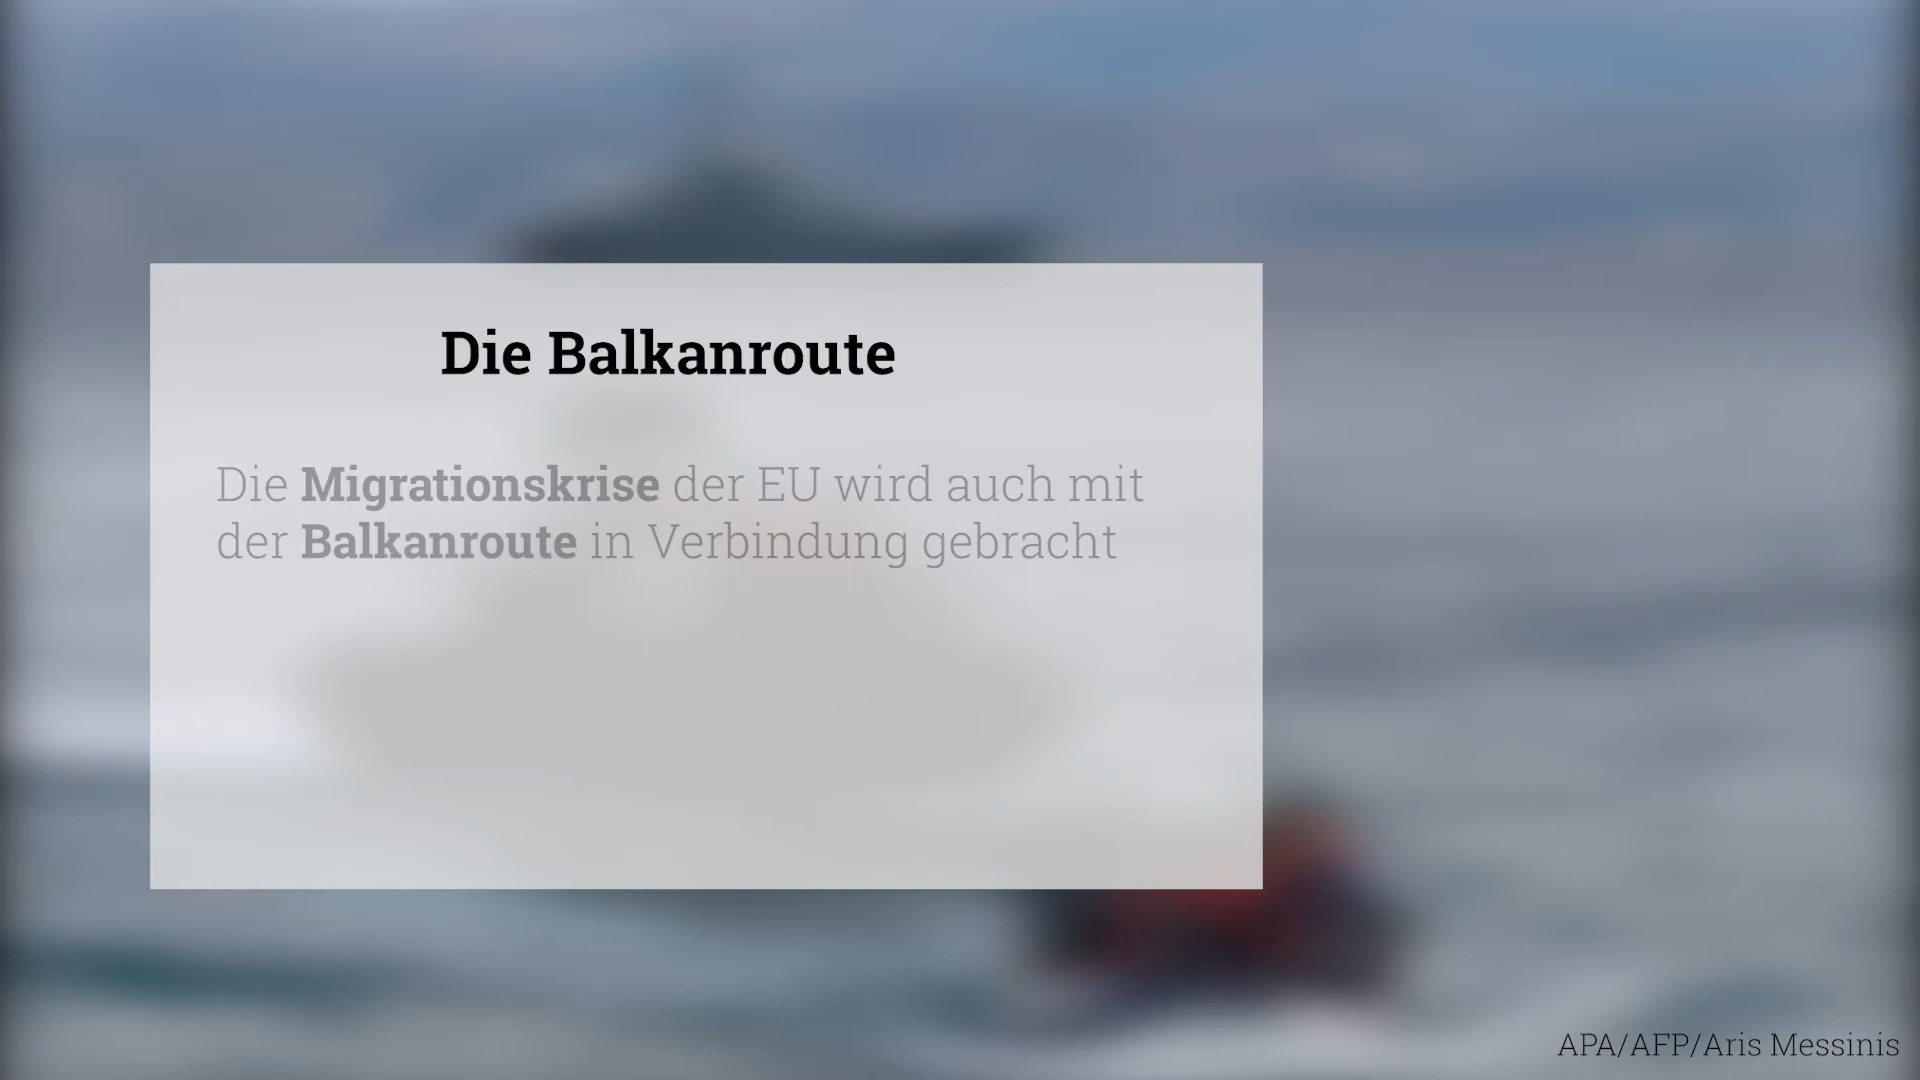 Die Balkanroute
Die Migrationskrise der EU wird auch mit
der Balkanroute in Verbindung gebracht
APA/AFP/Aris Messinis